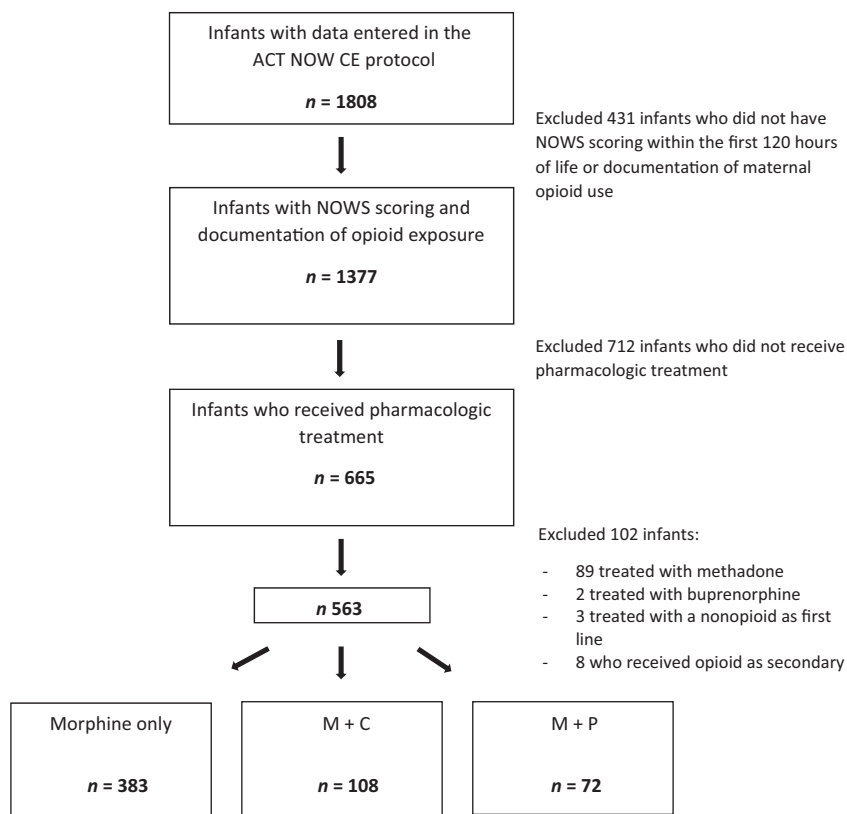 Infants with data entered in the
ACT NOW CE protocol
n = 1808
Excluded 431 infants who did not have
NOWS scoring within the first 120 hours
of life or documentation of maternal
opioid use
Infants with NOWS scoring and
documentation of opioid exposure
n = 1377
Excluded 712 infants who did not receive
pharmacologic treatment
Infants who received pharmacologic
treatment
n = 665
Excluded 102 infants:
- 89 treated with methadone
- 2 treated with buprenorphine
- 3 treated with a nonopioid as first
line
- 8 who received opioid as secondary
n 563
Morphine only
n = 383
M + C
n = 108
M + P
n = 72